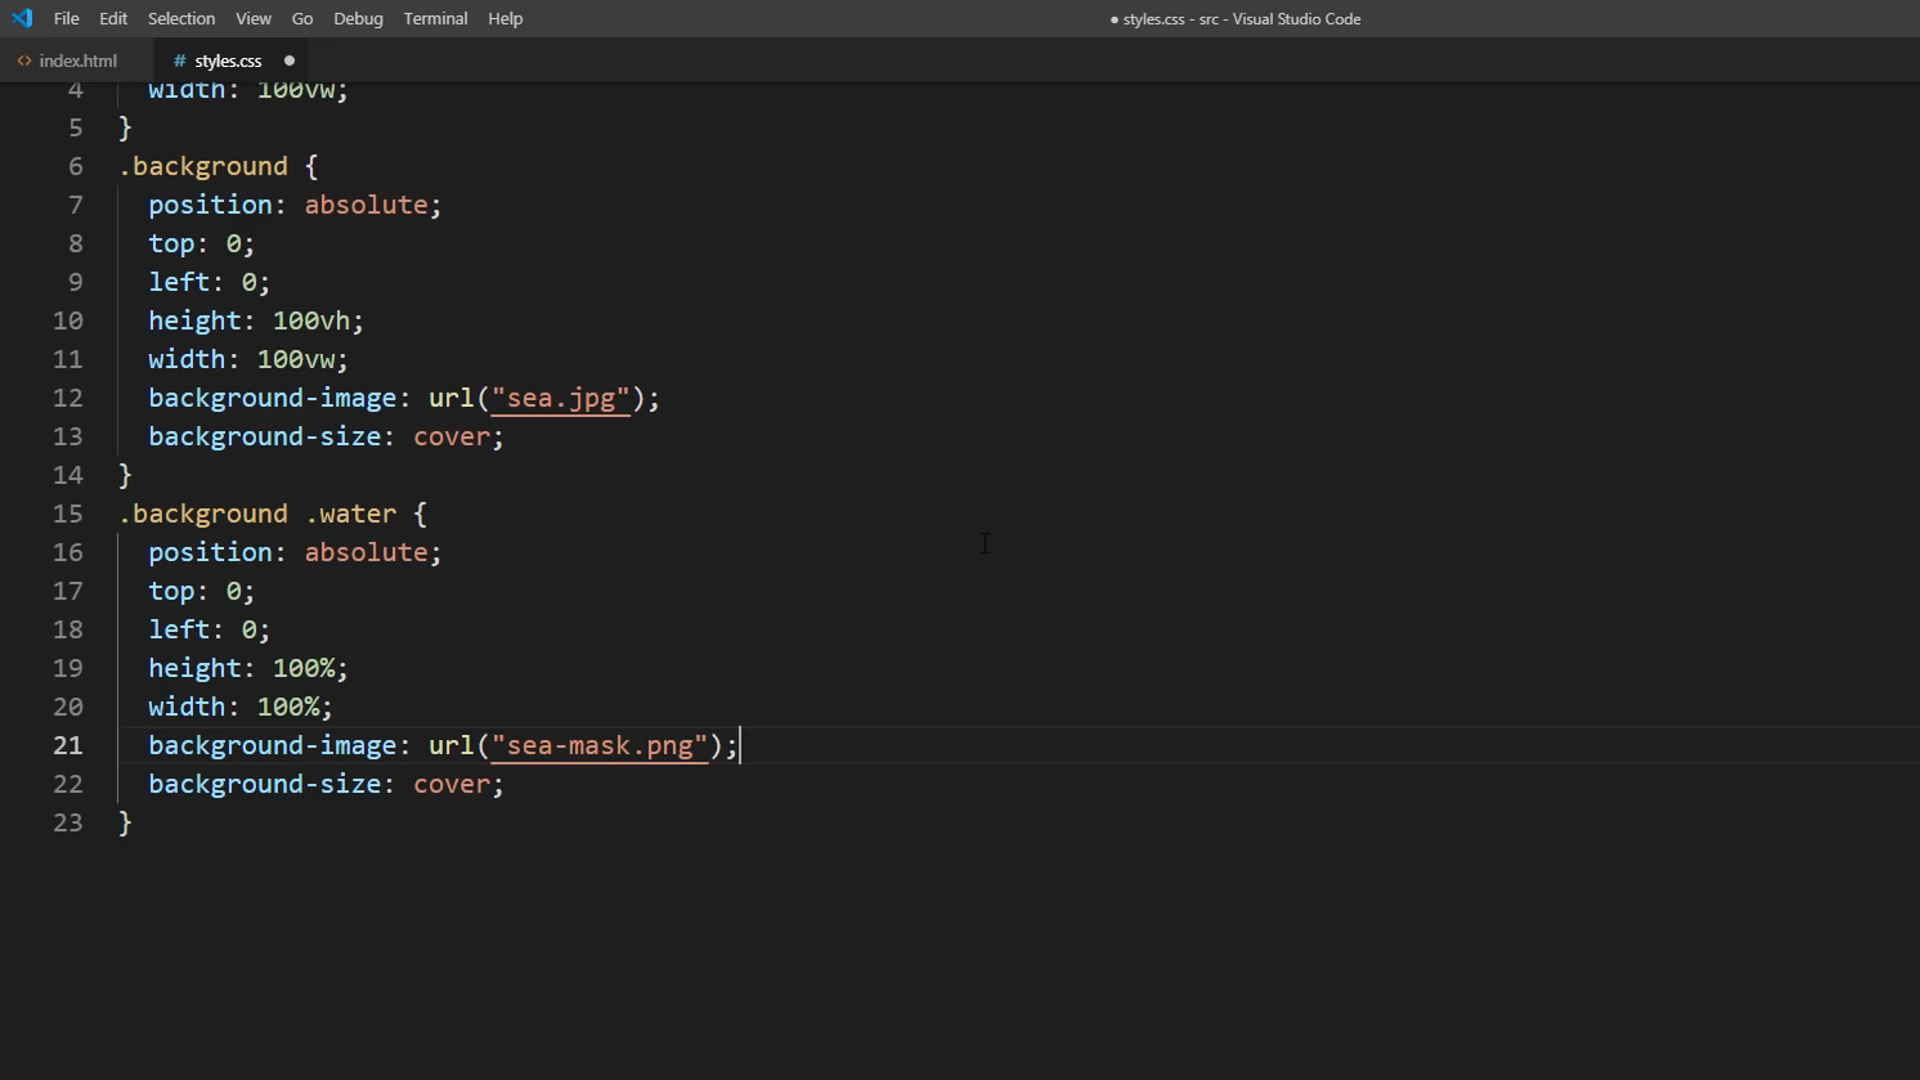 File Edit Selection View Go Debug Terminal Help
● styles.css - src - Visual Studio Code
<> index.html
# styles.css ●
4 width: 100vw;
5 }
6 .background {
7 position: absolute;
8 top: 0;
9 left: 0;
10 height: 100vh;
11 width: 100vw;
12 background-image: url("sea.jpg");
13 background-size: cover;
14 }
15 .background .water {
16 position: absolute;
17 top: 0;
18 left: 0;
19 height: 100%;
20 width: 100%;
21 background-image: url("sea-mask.png");
22 background-size: cover;
23 }